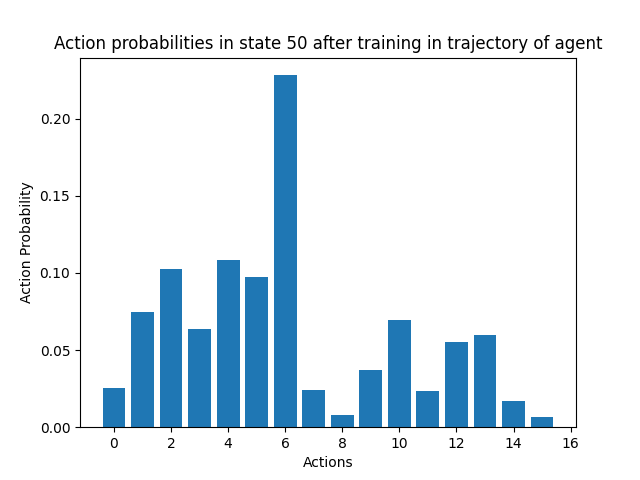 Action probabilities in state 50 after training in trajectory of agent
0.20
0.15
0.10
0.05
0.00
Action Probability
0 2 4 6 8 10 12 14 16
Actions